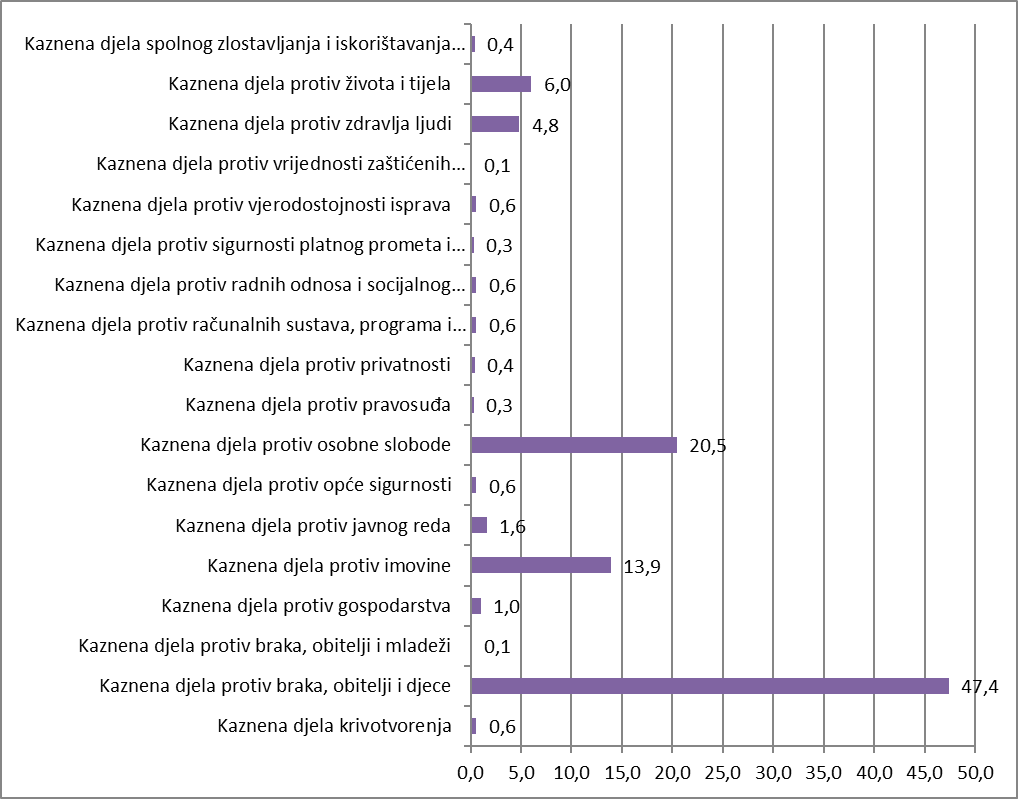 Kaznena djela spolnog zlostavljanja i iskorištavanja... 0,4
Kaznena djela protiv života i tijela 6,0
Kaznena djela protiv zdravlja ljudi 4,8
Kaznena djela protiv vrijednosti zaštićenih... 0,1
Kaznena djela protiv vjerodostojnosti isprava 0,6
Kaznena djela protiv sigurnosti platnog prometa i... 0,3
Kaznena djela protiv radnih odnosa i socijalnog... 0,6
Kaznena djela protiv računalnih sustava, programa i... 0,6
Kaznena djela protiv privatnosti 0,4
Kaznena djela protiv pravosuđa 0,3
Kaznena djela protiv osobne slobode 20,5
Kaznena djela protiv opće sigurnosti 0,6
Kaznena djela protiv javnog reda 1,6
Kaznena djela protiv imovine 13,9
Kaznena djela protiv gospodarstva 1,0
Kaznena djela protiv braka, obitelji i mladeži 0,1
Kaznena djela protiv braka, obitelji i djece 47,4
Kaznena djela krivotvorenja 0,6
0,0 5,0 10,0 15,0 20,0 25,0 30,0 35,0 40,0 45,0 50,0